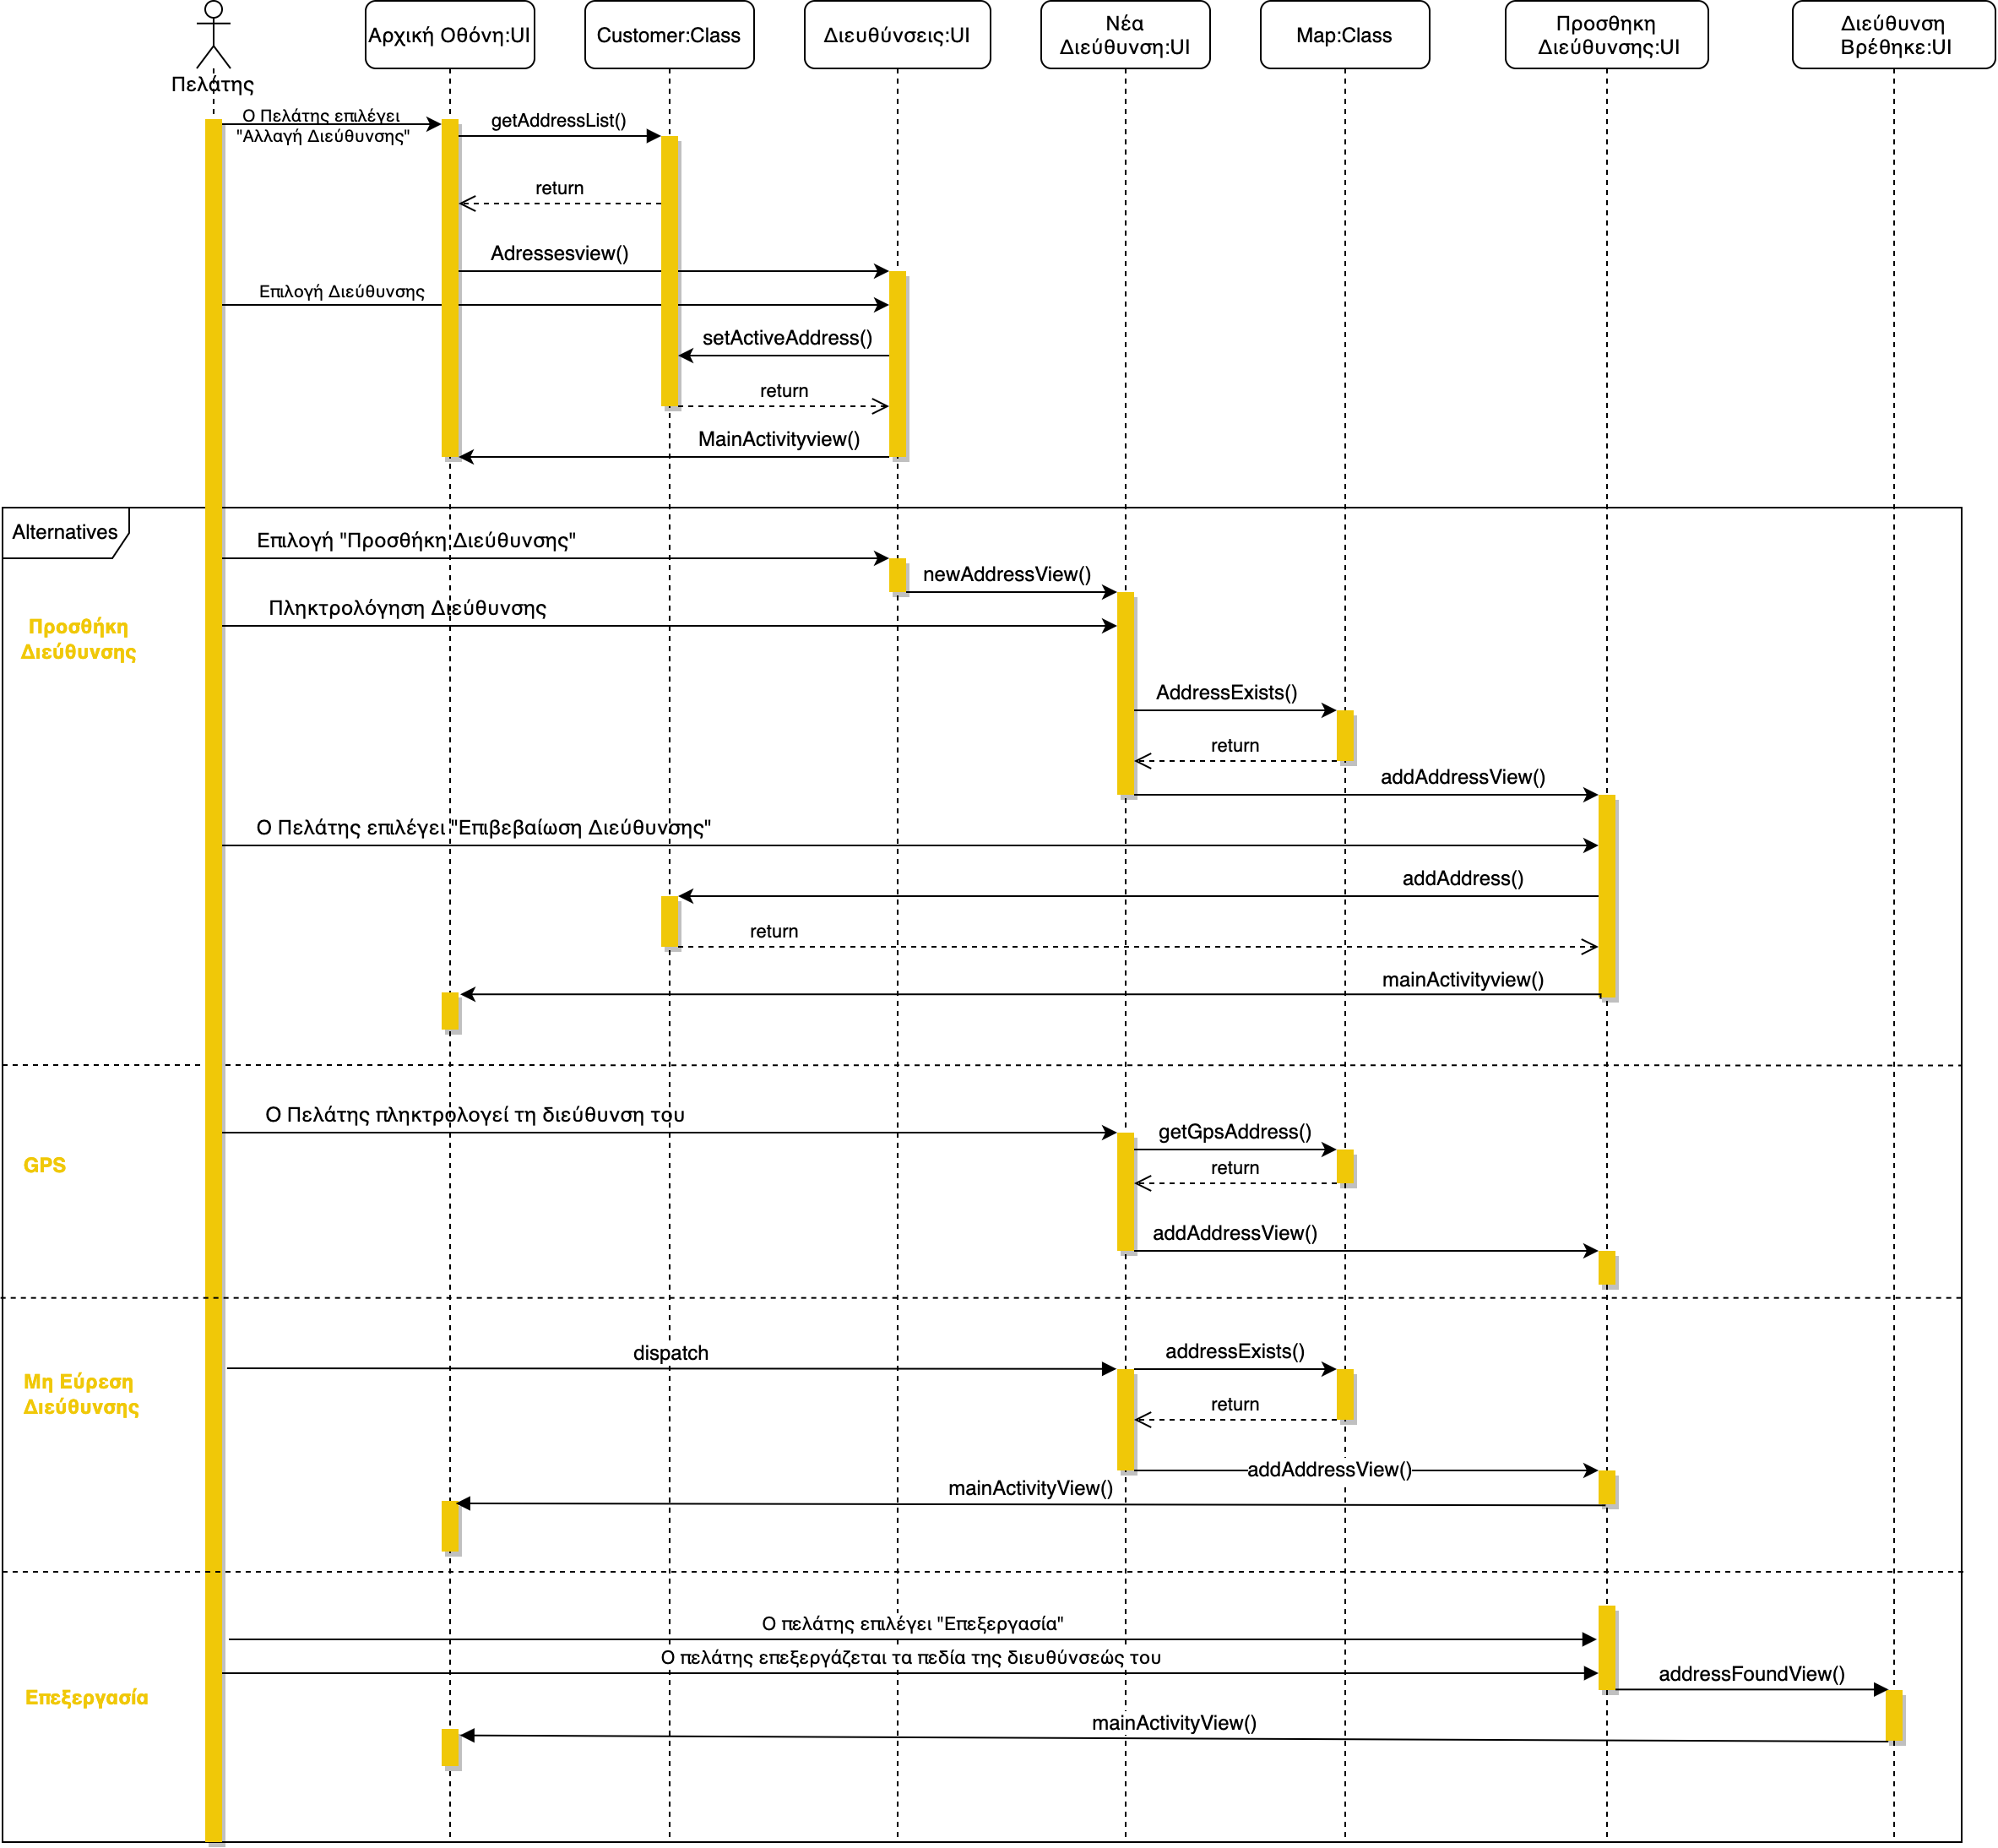 Πελάτης
Αρχική Οθόνη:UI
Customer:Class
Διευθύνσεις:UI
Νέα
Διεύθυνση:UI
Map:Class
Προσθηκη
Διεύθυνσης:UI
Διεύθυνση
Βρέθηκε:UI
Ο Πελάτης επιλέγει
"Αλλαγή Διεύθυνσης"
getAddressList()
return
Adressesview()
Επιλογή Διεύθυνσης
setActiveAddress()
return
MainActivityview()
Alternatives
Επιλογή "Προσθήκη Διεύθυνσης"
newAddressView()
Πληκτρολόγηση Διεύθυνσης
Προσθήκη
Διεύθυνσης
AddressExists()
return
addAddressView()
Ο Πελάτης επιλέγει "Επιβεβαίωση Διεύθυνσης"
addAddress()
return
mainActivityview()
Ο Πελάτης πληκτρολογεί τη διεύθυνση του
getGpsAddress()
GPS
return
addAddressView()
dispatch
addressExists()
Μη Εύρεση
Διεύθυνσης
return
addAddressView()
mainActivityView()
Ο πελάτης επιλέγει "Επεξεργασία"
Ο πελάτης επεξεργάζεται τα πεδία της διευθύνσεώς του
addressFoundView()
Επεξεργασία
mainActivityView()